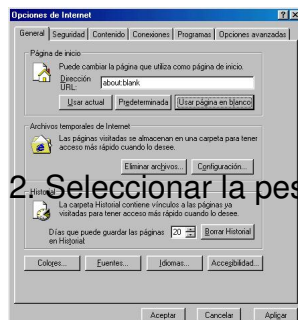 Opciones de Internet
General Seguridad Contenido Conexiones Programas Opciones avanzadas
Página de inicio
Puede cambiar la página que utiliza como página de inicio.
Dirección URL: about:blank
Usar actual Predeterminada Usar página en blanco
Archivos temporales de Internet
Las páginas visitadas se almacenan en una carpeta para tener
acceso más rápido cuando lo desee.
Eliminar archivos... Configuración...
2. Seleccionar la pes
Historial
La carpeta Historial contiene vínculos a las páginas ya
visitadas para tener acceso más rápido cuando lo desee.
Días que puede guardar las páginas en Historial: 20 Borrar Historial
Colores... Fuentes... Idiomas... Accesibilidad...
Aceptar Cancelar Aplicar